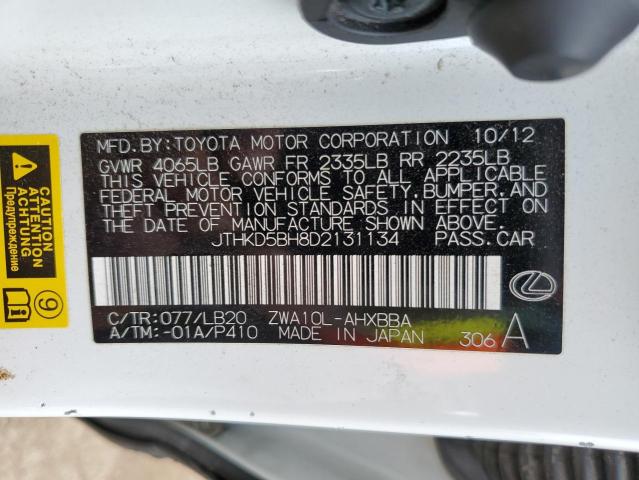 MFD.BY:TOYOTA MOTOR CORPORATION 10/12
GVWR 4065LB GAWR FR 2335LB RR 2235LB
THIS VEHICLE CONFORMS TO ALL APPLICABLE
FEDERAL MOTOR VEHICLE SAFETY, BUMPER, AND
THEFT PREVENTION STANDARDS IN EFFECT ON
THE DATE OF MANUFACTURE SHOWN ABOVE.
JTHKD5BH8D2131134 PASS.CAR
C/TR:077/LB20 ZWA10L-AHXBBA
A/TM:-01A/P410 MADE IN JAPAN 306 A
CAUTION
ATTENTION
ACHTUNG
Предупреждение
9